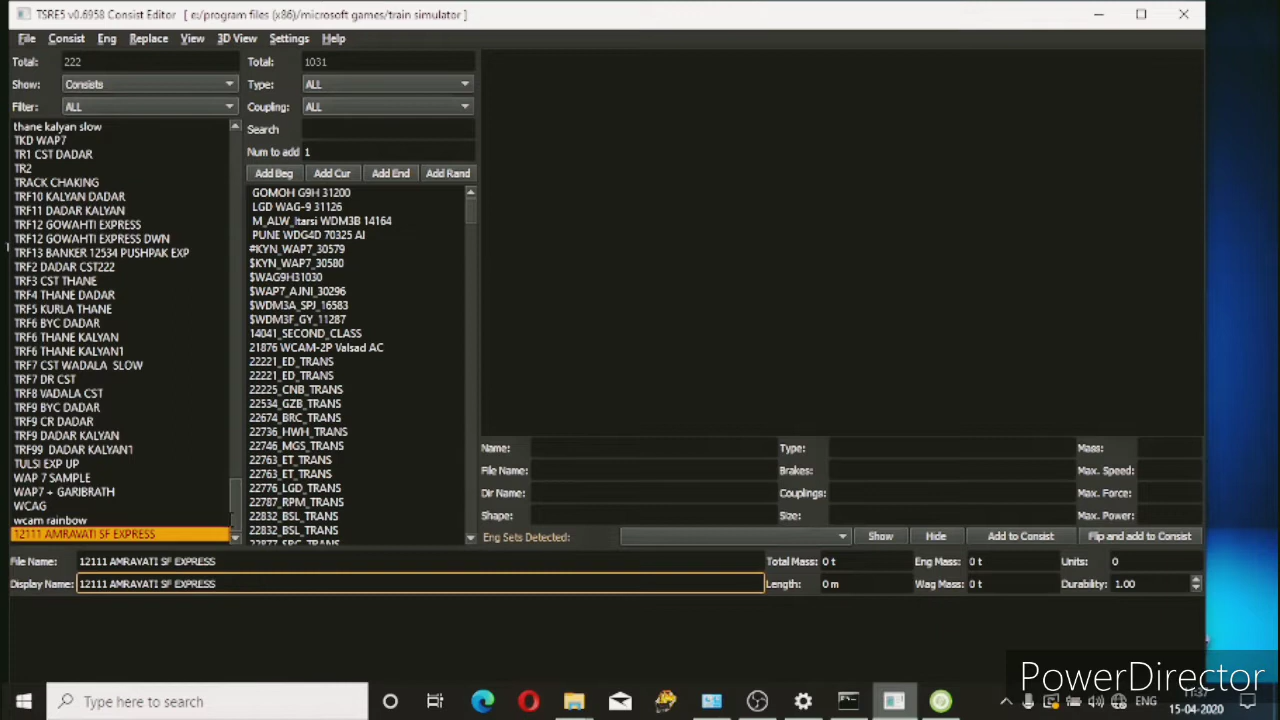 TSRE5 v0.6958 Consist Editor [ e:/program files (x86)/microsoft games/train simulator ]
File Consist Eng Replace View 3D View Settings Help
Total: 222
Show: Consists
Filter: ALL
thane kalyan slow
TKD WAP7
TR1 CST DADAR
TR2
TRACK CHAKING
TRF10 KALYAN DADAR
TRF11 DADAR KALYAN
TRF12 GOWAHTI EXPRESS
TRF12 GOWAHTI EXPRESS DWN
TRF13 BANKER 12534 PUSHPAK EXP
TRF2 DADAR CST222
TRF3 CST THANE
TRF4 THANE DADAR
TRF5 KURLA THANE
TRF6 BYC DADAR
TRF6 THANE KALYAN
TRF6 THANE KALYAN1
TRF7 CST WADALA SLOW
TRF7 DR CST
TRF8 VADALA CST
TRF9 BYC DADAR
TRF9 CR DADAR
TRF9 DADAR KALYAN
TRF99 DADAR KALYAN1
TULSI EXP UP
WAP 7 SAMPLE
WAP7 + GARIBRATH
WCAG
wcam rainbow
12111 AMRAVATI SF EXPRESS
Total: 1031
Type: ALL
Coupling: ALL
Search
Num to add 1
Add Beg Add Cur Add End Add Rand
GOMOH G9H 31200
LGD WAG-9 31126
M_ALW_Itarsi WDM3B 14164
PUNE WDG4D 70325 AI
#KYN_WAP7_30579
$KYN_WAP7_30580
$WAG9H31030
$WAP7_AJNI_30296
$WDM3A_SPJ_16583
$WDM3F_GY_11287
14041_SECOND_CLASS
21876 WCAM-2P Valsad AC
22221_ED_TRANS
22221_ED_TRANS
22225_CNB_TRANS
22534_GZB_TRANS
22674_BRC_TRANS
22736_HWH_TRANS
22746_MGS_TRANS
22763_ET_TRANS
22763_ET_TRANS
22776_LGD_TRANS
22787_RPM_TRANS
22832_BSL_TRANS
22832_BSL_TRANS
22877_SRC_TRANS
Name: Type: Mass:
File Name: Brakes: Max. Speed:
Dir Name: Couplings: Max. Force:
Shape: Size: Max. Power:
Eng Sets Detected: Show Hide Add to Consist Flip and add to Consist
File Name: 12111 AMRAVATI SF EXPRESS Total Mass: 0 t Eng Mass: 0 t Units: 0
Display Name: 12111 AMRAVATI SF EXPRESS Length: 0 m Wag Mass: 0 t Durability: 1.00
PowerDirector
Type here to search
ENG
11:37
15-04-2020